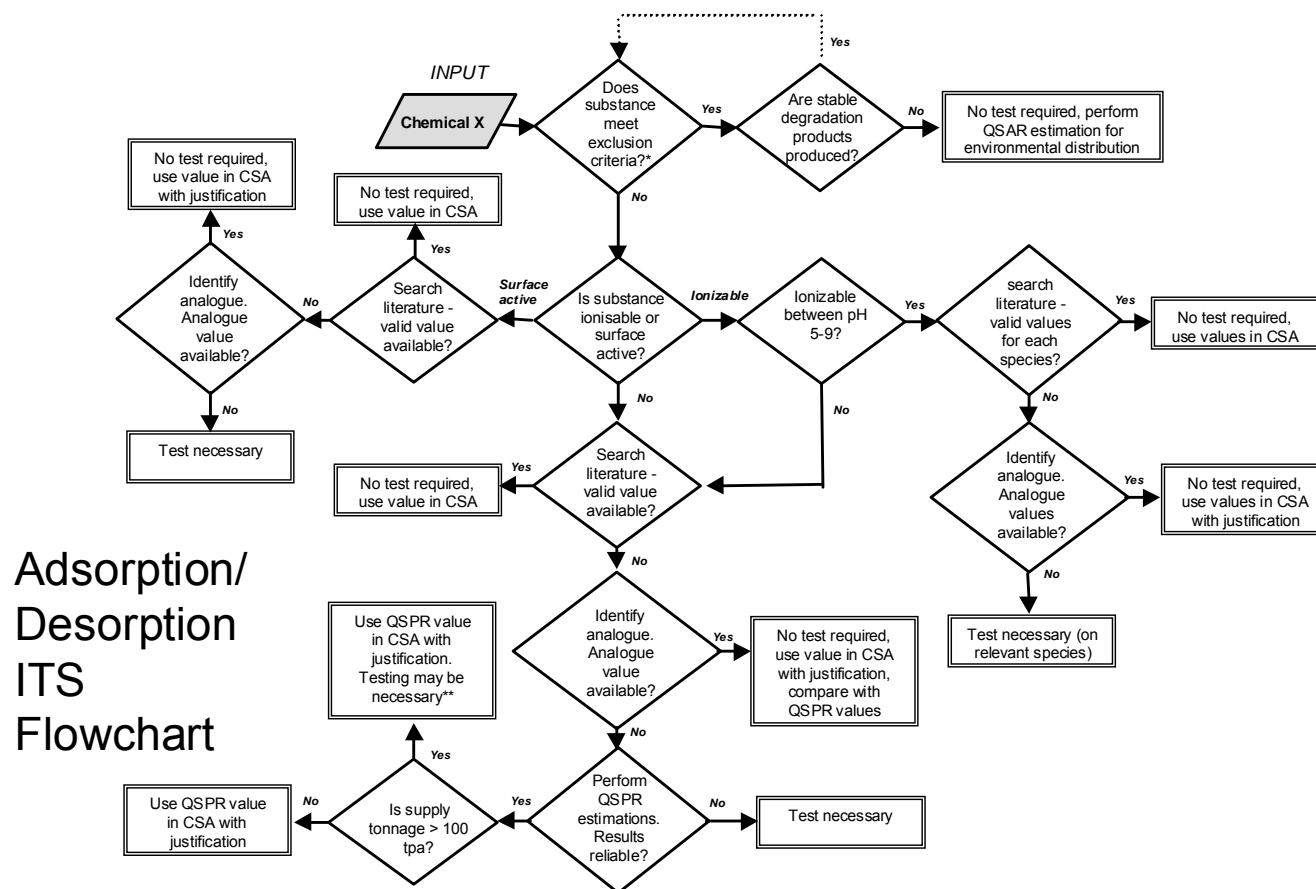 Yes
INPUT
Chemical X
Does
substance
meet
exclusion
criteria?*
Yes
Are stable
degradation
products
produced?
No
No test required, perform
QSAR estimation for
environmental distribution
No
No test required,
use value in CSA
with justification
Yes
No test required,
use value in CSA
Yes
Identify
analogue.
Analogue
value
available?
No
Search
literature -
valid value
available?
Surface
active
Is substance
ionisable or
surface
active?
Ionizable
Ionizable
between pH
5-9?
Yes
search
literature -
valid values
for each
species?
Yes
No test required,
use values in CSA
No
Test necessary
No
No
No
Search
literature -
valid value
available?
Yes
No test required,
use value in CSA
Identify
analogue.
Analogue
values
available?
Yes
No test required,
use values in CSA
with justification
No
Test necessary (on
relevant species)
No
Adsorption/
Desorption
ITS
Flowchart
Identify
analogue.
Analogue
value
available?
Yes
No test required,
use value in CSA
with justification,
compare with
QSPR values
No
Use QSPR value
in CSA with
justification.
Testing may be
necessary**
Yes
Use QSPR value
in CSA with
justification
No
Is supply
tonnage > 100
tpa?
Yes
Perform
QSPR
estimations.
Results
reliable?
No
Test necessary